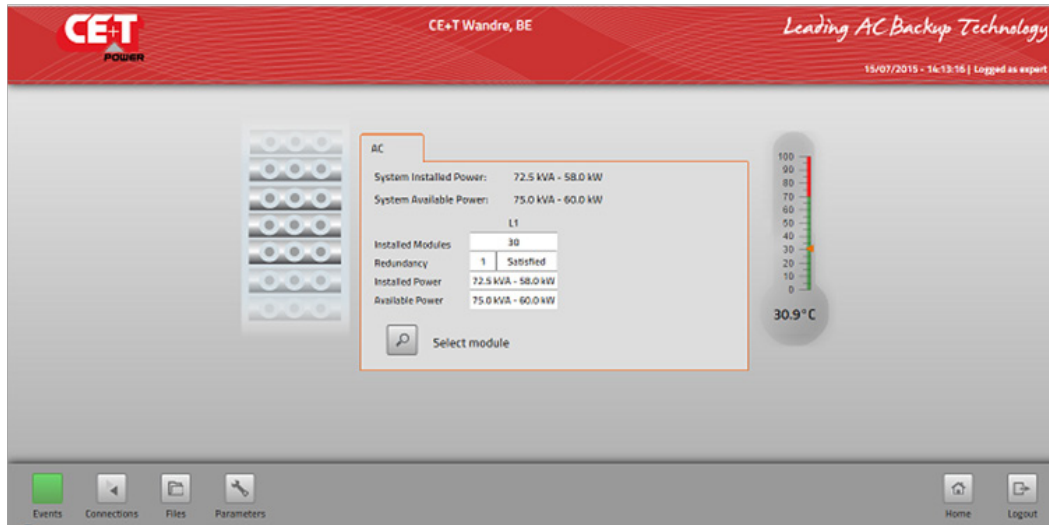 CE+T
POWER
CE+T Wandre, BE
Leading AC Backup Technology
15/07/2015 - 14:13:16 | Logged as expert
AC
System Installed Power: 72.5 kVA - 58.0 kW
System Available Power: 75.0 kVA - 60.0 kW
L1
Installed Modules 30
Redundancy 1 Satisfied
Installed Power 72.5 kVA - 58.0 kW
Available Power 75.0 kVA - 60.0 kW
Select module
100
90
80
70
60
50
40
30
20
10
0
30.9°C
Events Connections Files Parameters Home Logout